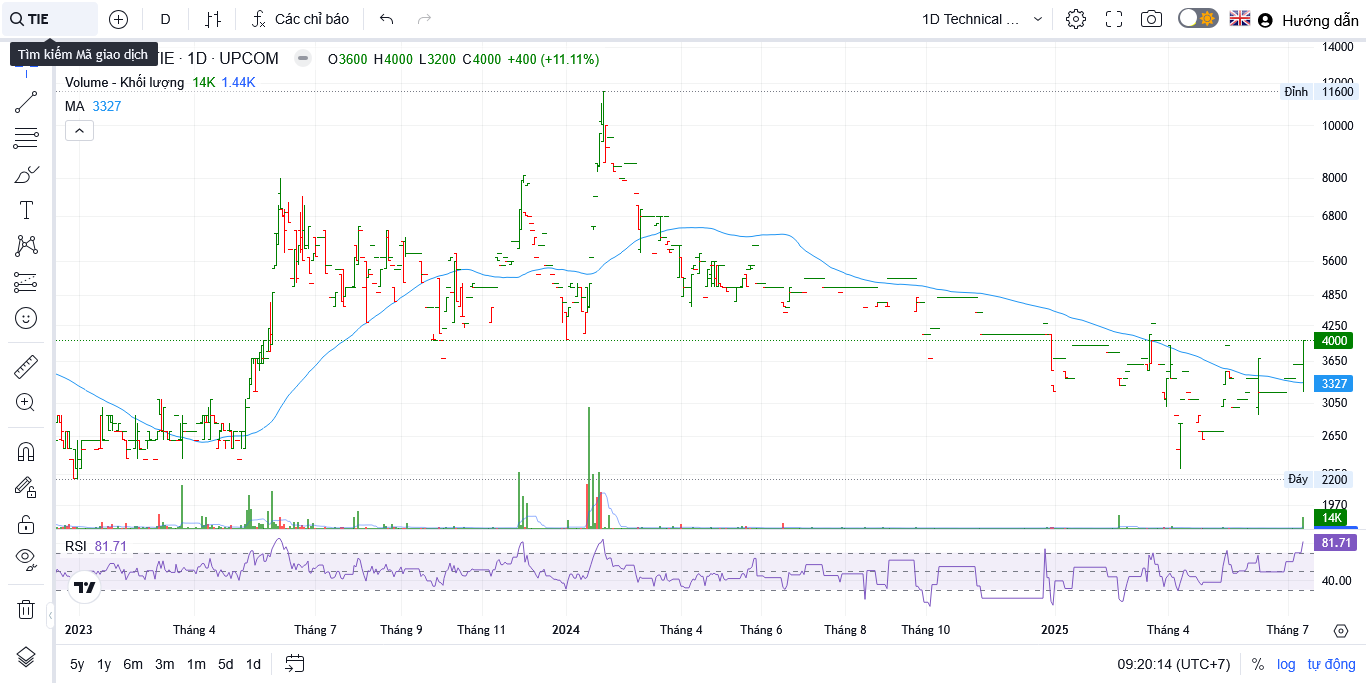 TIE
D
Các chỉ báo
1D Technical ...
Hướng dẫn
Tìm kiếm Mã giao dịch
TIE · 1D · UPCOM
O3600 H4000 L3200 C4000 +400 (+11.11%)
Volume - Khối lượng 14K 1.44K
MA 3327
14000
12000
Đỉnh 11600
10000
8000
6800
5600
4850
4250
4000
3650
3327
3050
2650
Đáy 2200
1970
14K
RSI 81.71
81.71
40.00
2023
Tháng 4
Tháng 7
Tháng 9
Tháng 11
2024
Tháng 4
Tháng 6
Tháng 8
Tháng 10
2025
Tháng 4
Tháng 7
5y 1y 6m 3m 1m 5d 1d
09:20:14 (UTC+7)
% log tự động